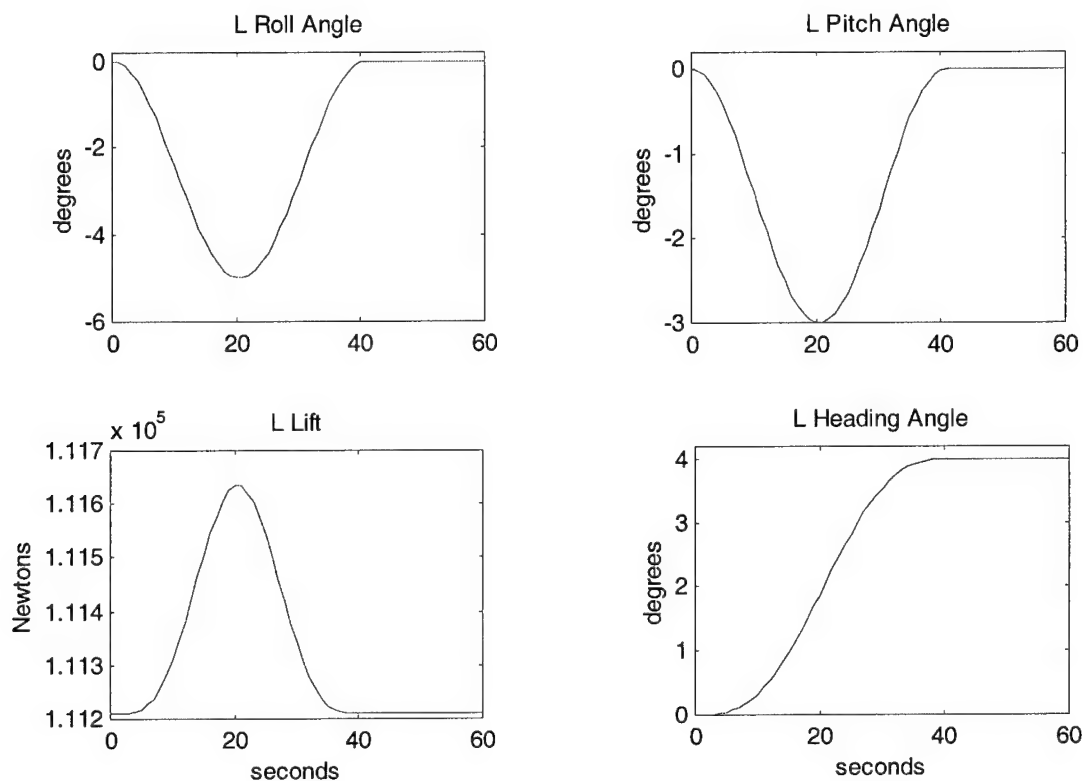 L Roll Angle
0
-2
-4
-6
degrees
0 20 40 60
L Pitch Angle
0
-1
-2
-3
degrees
0 20 40 60
x 10^5
L Lift
1.117
1.116
1.115
1.114
1.113
1.112
Newtons
0 20 40 60
seconds
L Heading Angle
4
3
2
1
0
degrees
0 20 40 60
seconds